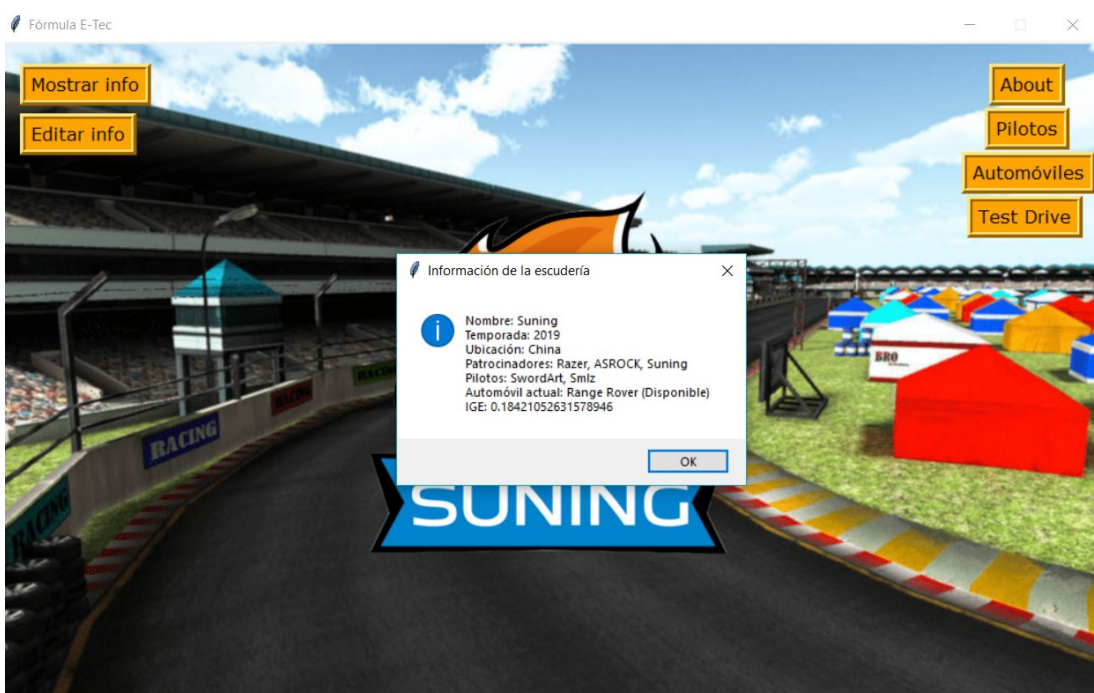 Fórmula E-Tec
Mostrar info
Editar info
About
Pilotos
Automóviles
Test Drive
Información de la escudería
Nombre: Suning
Temporada: 2019
Ubicación: China
Patrocinadores: Razer, ASROCK, Suning
Pilotos: SwordArt, Smlz
Automóvil actual: Range Rover (Disponible)
IGE: 0.18421052631578946
OK
BRO
RACING
RACING
SUNING